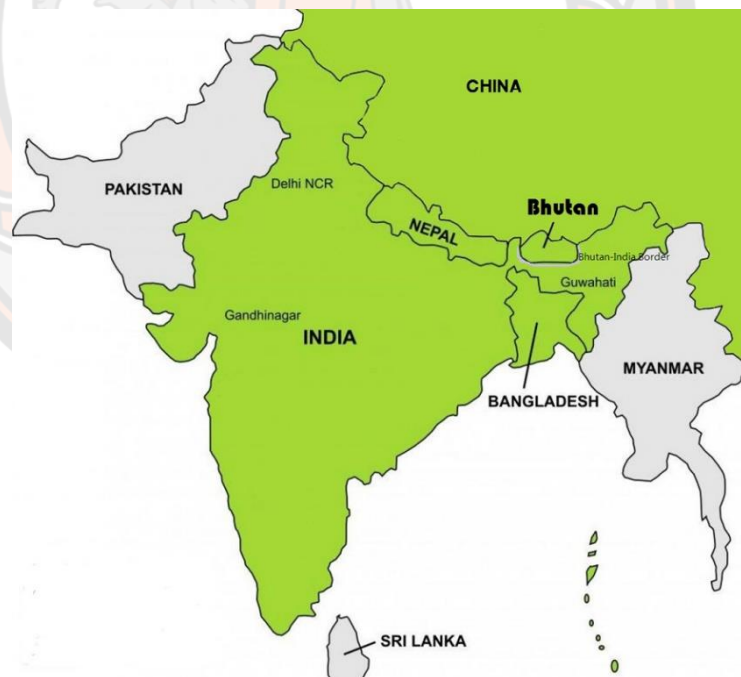 CHINA
Delhi NCR
PAKISTAN
Bhutan
NEPAL
Bhutan-India Border
Guwahati
Gandhinagar
INDIA
MYANMAR
BANGLADESH
SRI LANKA